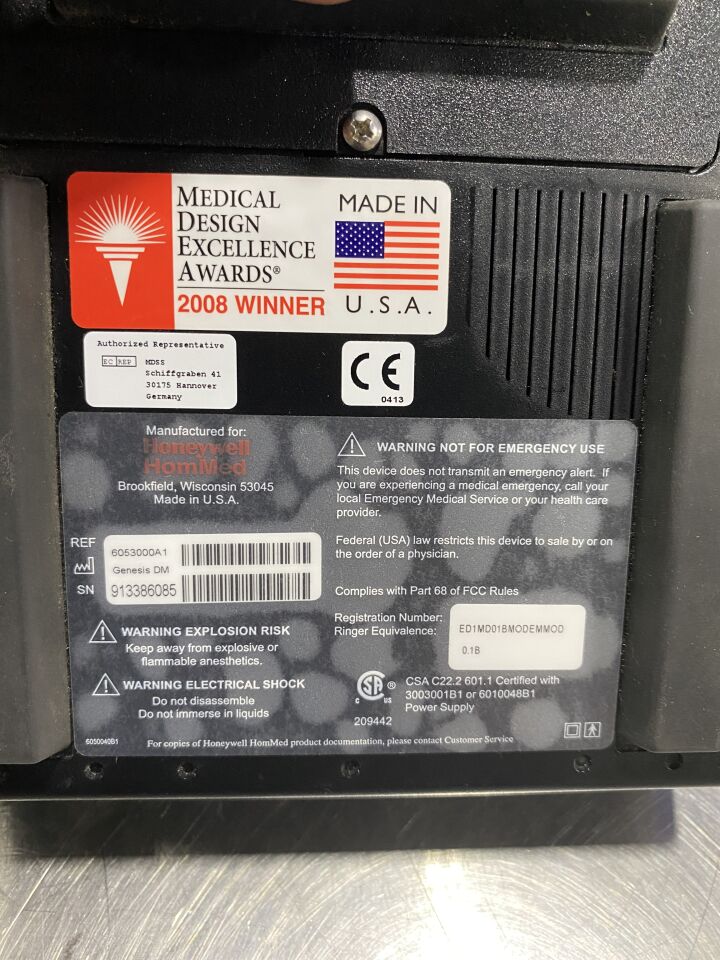 MEDICAL
DESIGN
EXCELLENCE
AWARDS®
2008 WINNER
MADE IN
U.S.A.
Authorized Representative
EC REP MDSS
Schiffgraben 41
30175 Hannover
Germany
CE
0413
Manufactured for:
Honeywell
HomMed
Brookfield, Wisconsin 53045
Made in U.S.A.
REF 6053000A1
Genesis DM
SN 913386085
WARNING EXPLOSION RISK
Keep away from explosive or
flammable anesthetics.
WARNING ELECTRICAL SHOCK
Do not disassemble
Do not immerse in liquids
WARNING NOT FOR EMERGENCY USE
This device does not transmit an emergency alert. If
you are experiencing a medical emergency, call your
local Emergency Medical Service or your health care
provider.
Federal (USA) law restricts this device to sale by or on
the order of a physician.
Complies with Part 68 of FCC Rules
Registration Number: ED1MD01BMODEMMOD
Ringer Equivalence: 0.1B
C SA US ®
209442
CSA C22.2 601.1 Certified with
3003001B1 or 6010048B1
Power Supply
6050040B1
For copies of Honeywell HomMed product documentation, please contact Customer Service